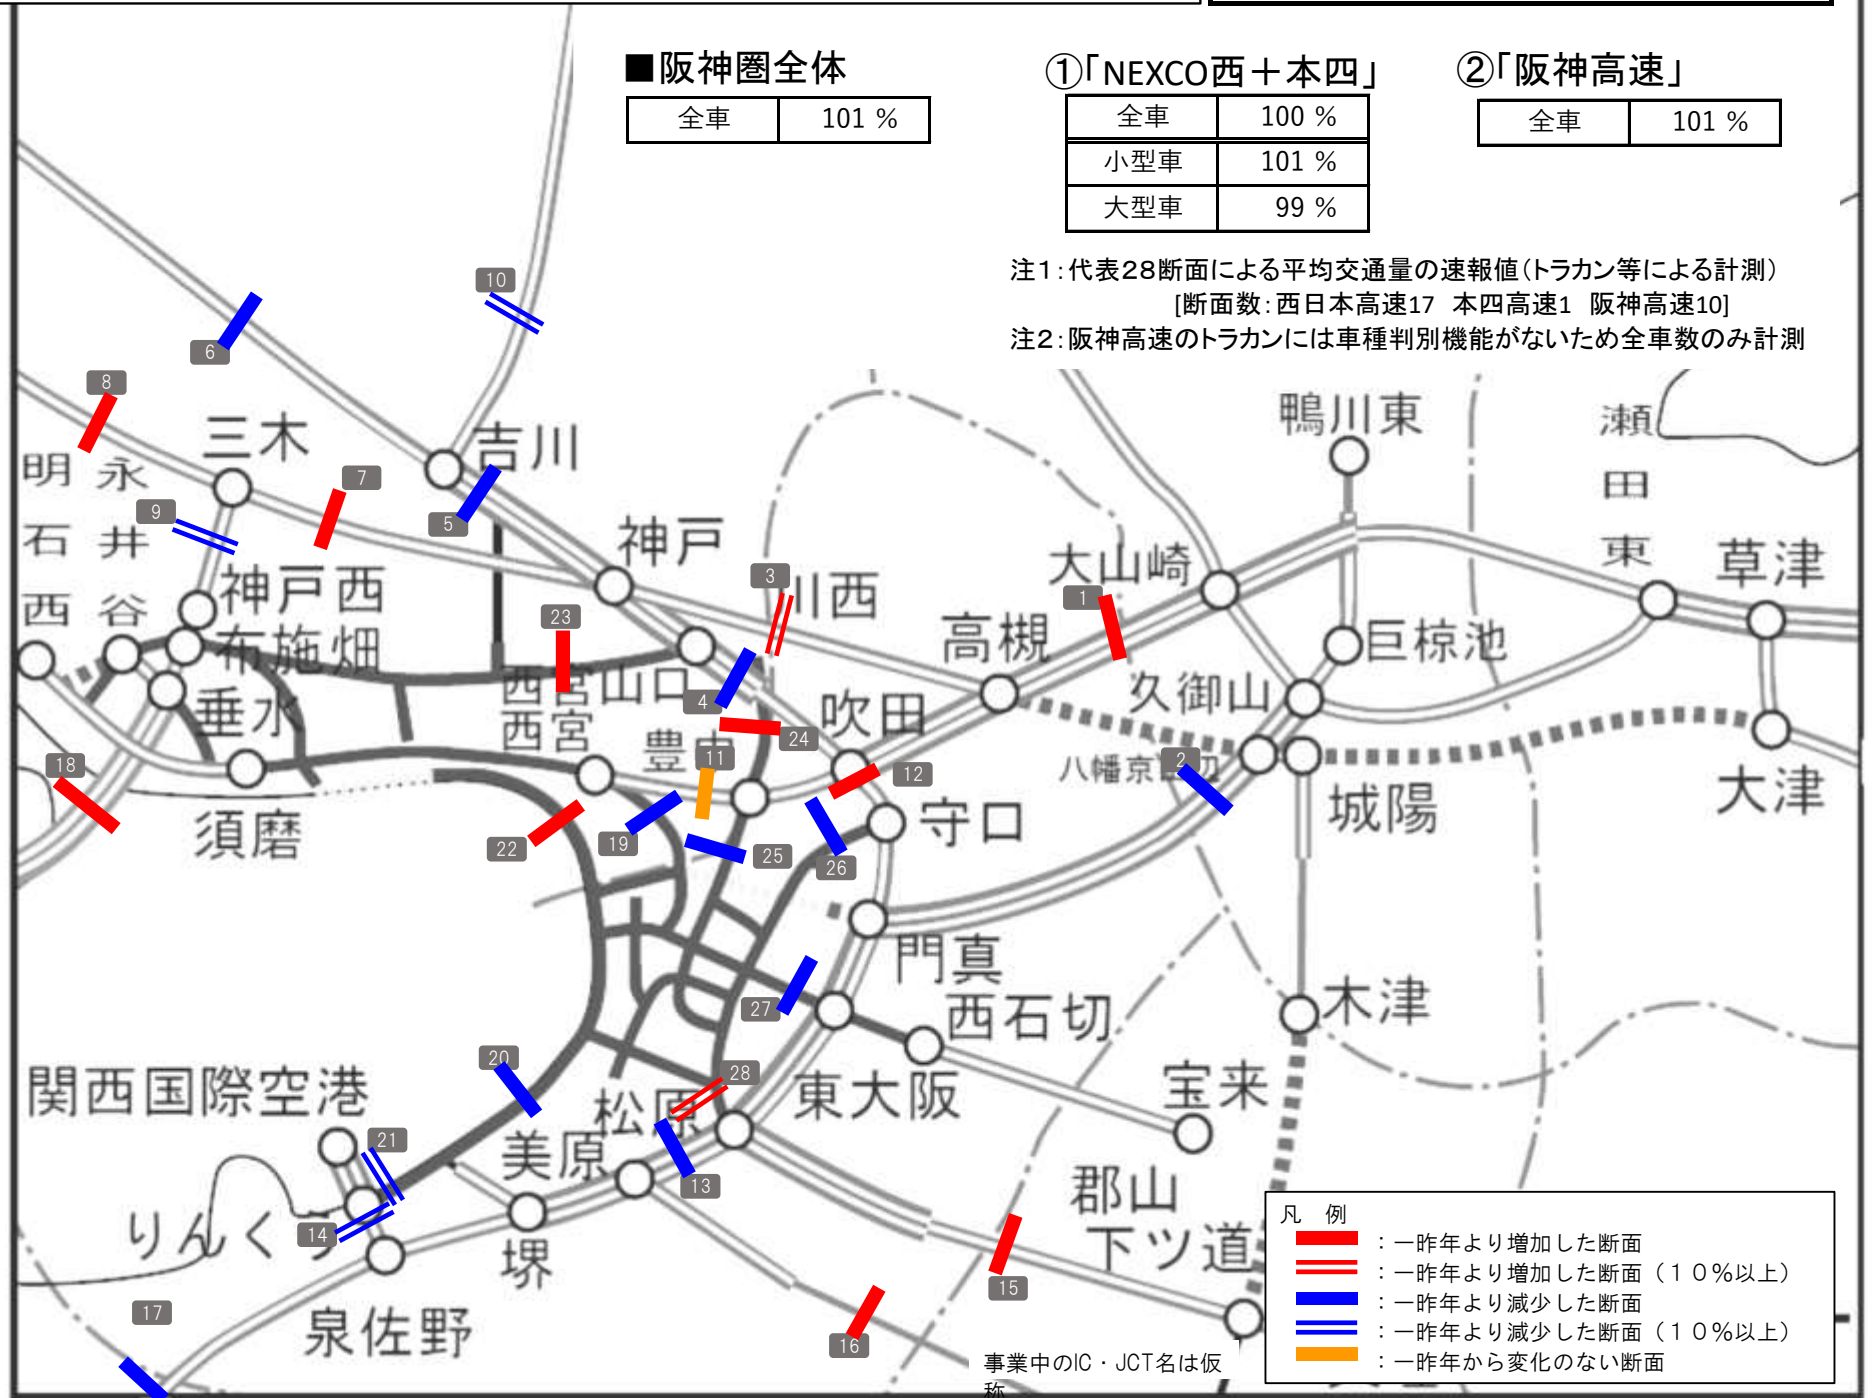 ■阪神圏全体
全車 101 %
①「NEXCO西＋本四」
全車 100 %
小型車 101 %
大型車 99 %
②「阪神高速」
全車 101 %
注1：代表28断面による平均交通量の速報値（トラカン等による計測）
[断面数：西日本高速17 本四高速1 阪神高速10]
注2：阪神高速のトラカンには車種判別機能がないため全車数のみ計測
10
6
8
三木
吉川
鴨川東
瀬田東
明石西
永井谷
7
9
5
神戸
神戸西
布施畑
3
川西
大山崎
1
草津
23
高槻
巨椋池
西宮山口
4
久御山
垂水
西宮
豊中
吹田
24
11
18
12
八幡京田辺
2
大津
須磨
守口
城陽
22
19
25
26
門真
27
西石切
木津
20
関西国際空港
松原
28
東大阪
宝来
21
美原
13
郡山
りんくう
14
堺
下ツ道
15
17
泉佐野
16
事業中のIC・JCT名は仮
称
凡 例
：一昨年より増加した断面
：一昨年より増加した断面（１０％以上）
：一昨年より減少した断面
：一昨年より減少した断面（１０％以上）
：一昨年から変化のない断面